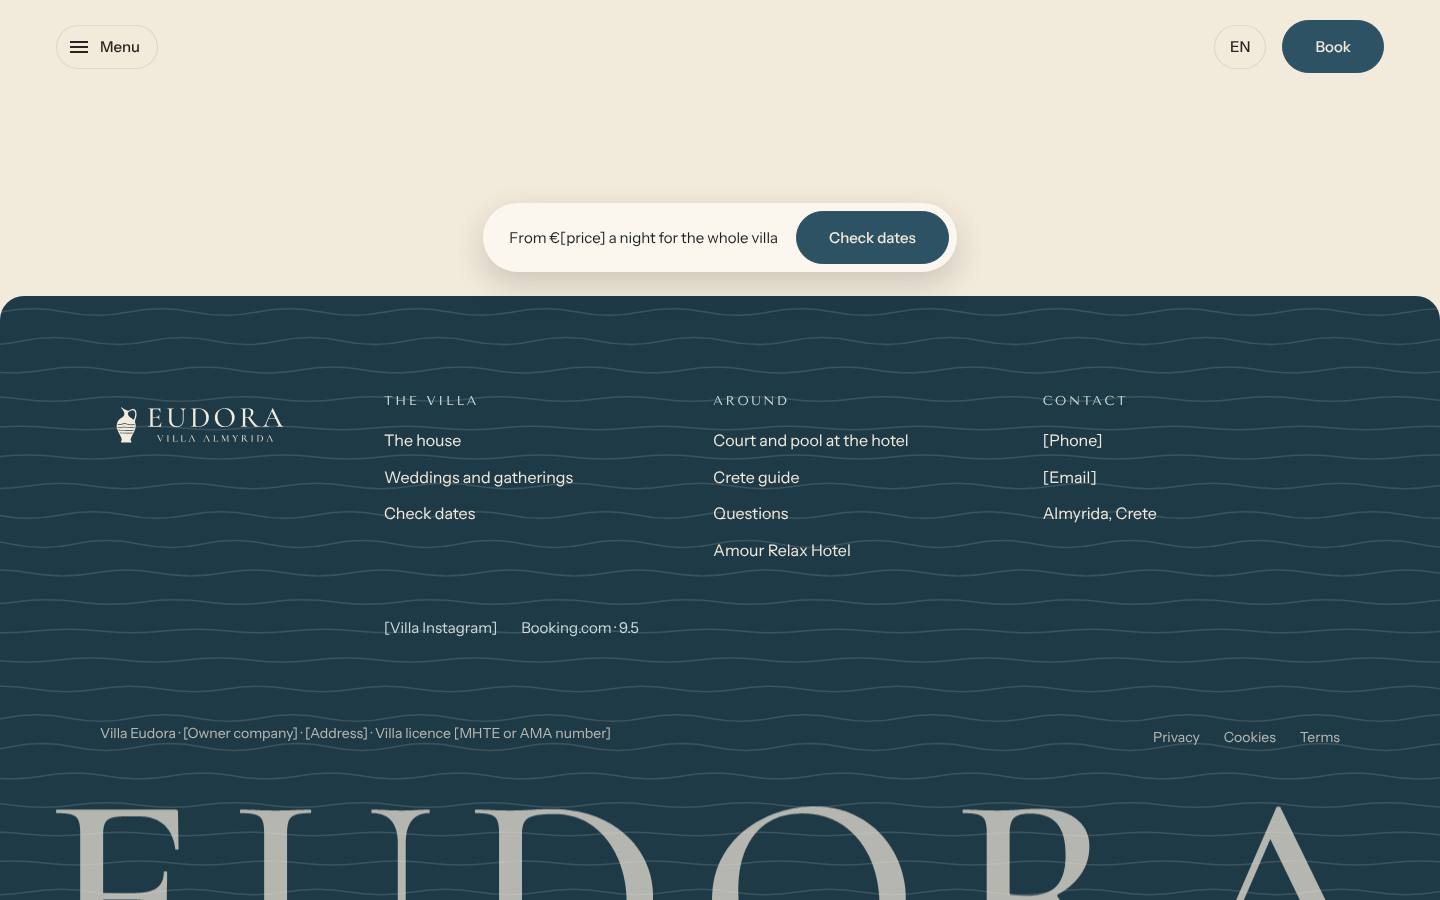 Menu
EN
Book
From €[price] a night for the whole villa
Check dates
EUDORA
VILLA ALMYRIDA
THE VILLA
The house
Weddings and gatherings
Check dates
AROUND
Court and pool at the hotel
Crete guide
Questions
Amour Relax Hotel
CONTACT
[Phone]
[Email]
Almyrida, Crete
[Villa Instagram]
Booking.com · 9.5
Villa Eudora · [Owner company] · [Address] · Villa licence [MHTE or AMA number]
Privacy
Cookies
Terms
EUDORA